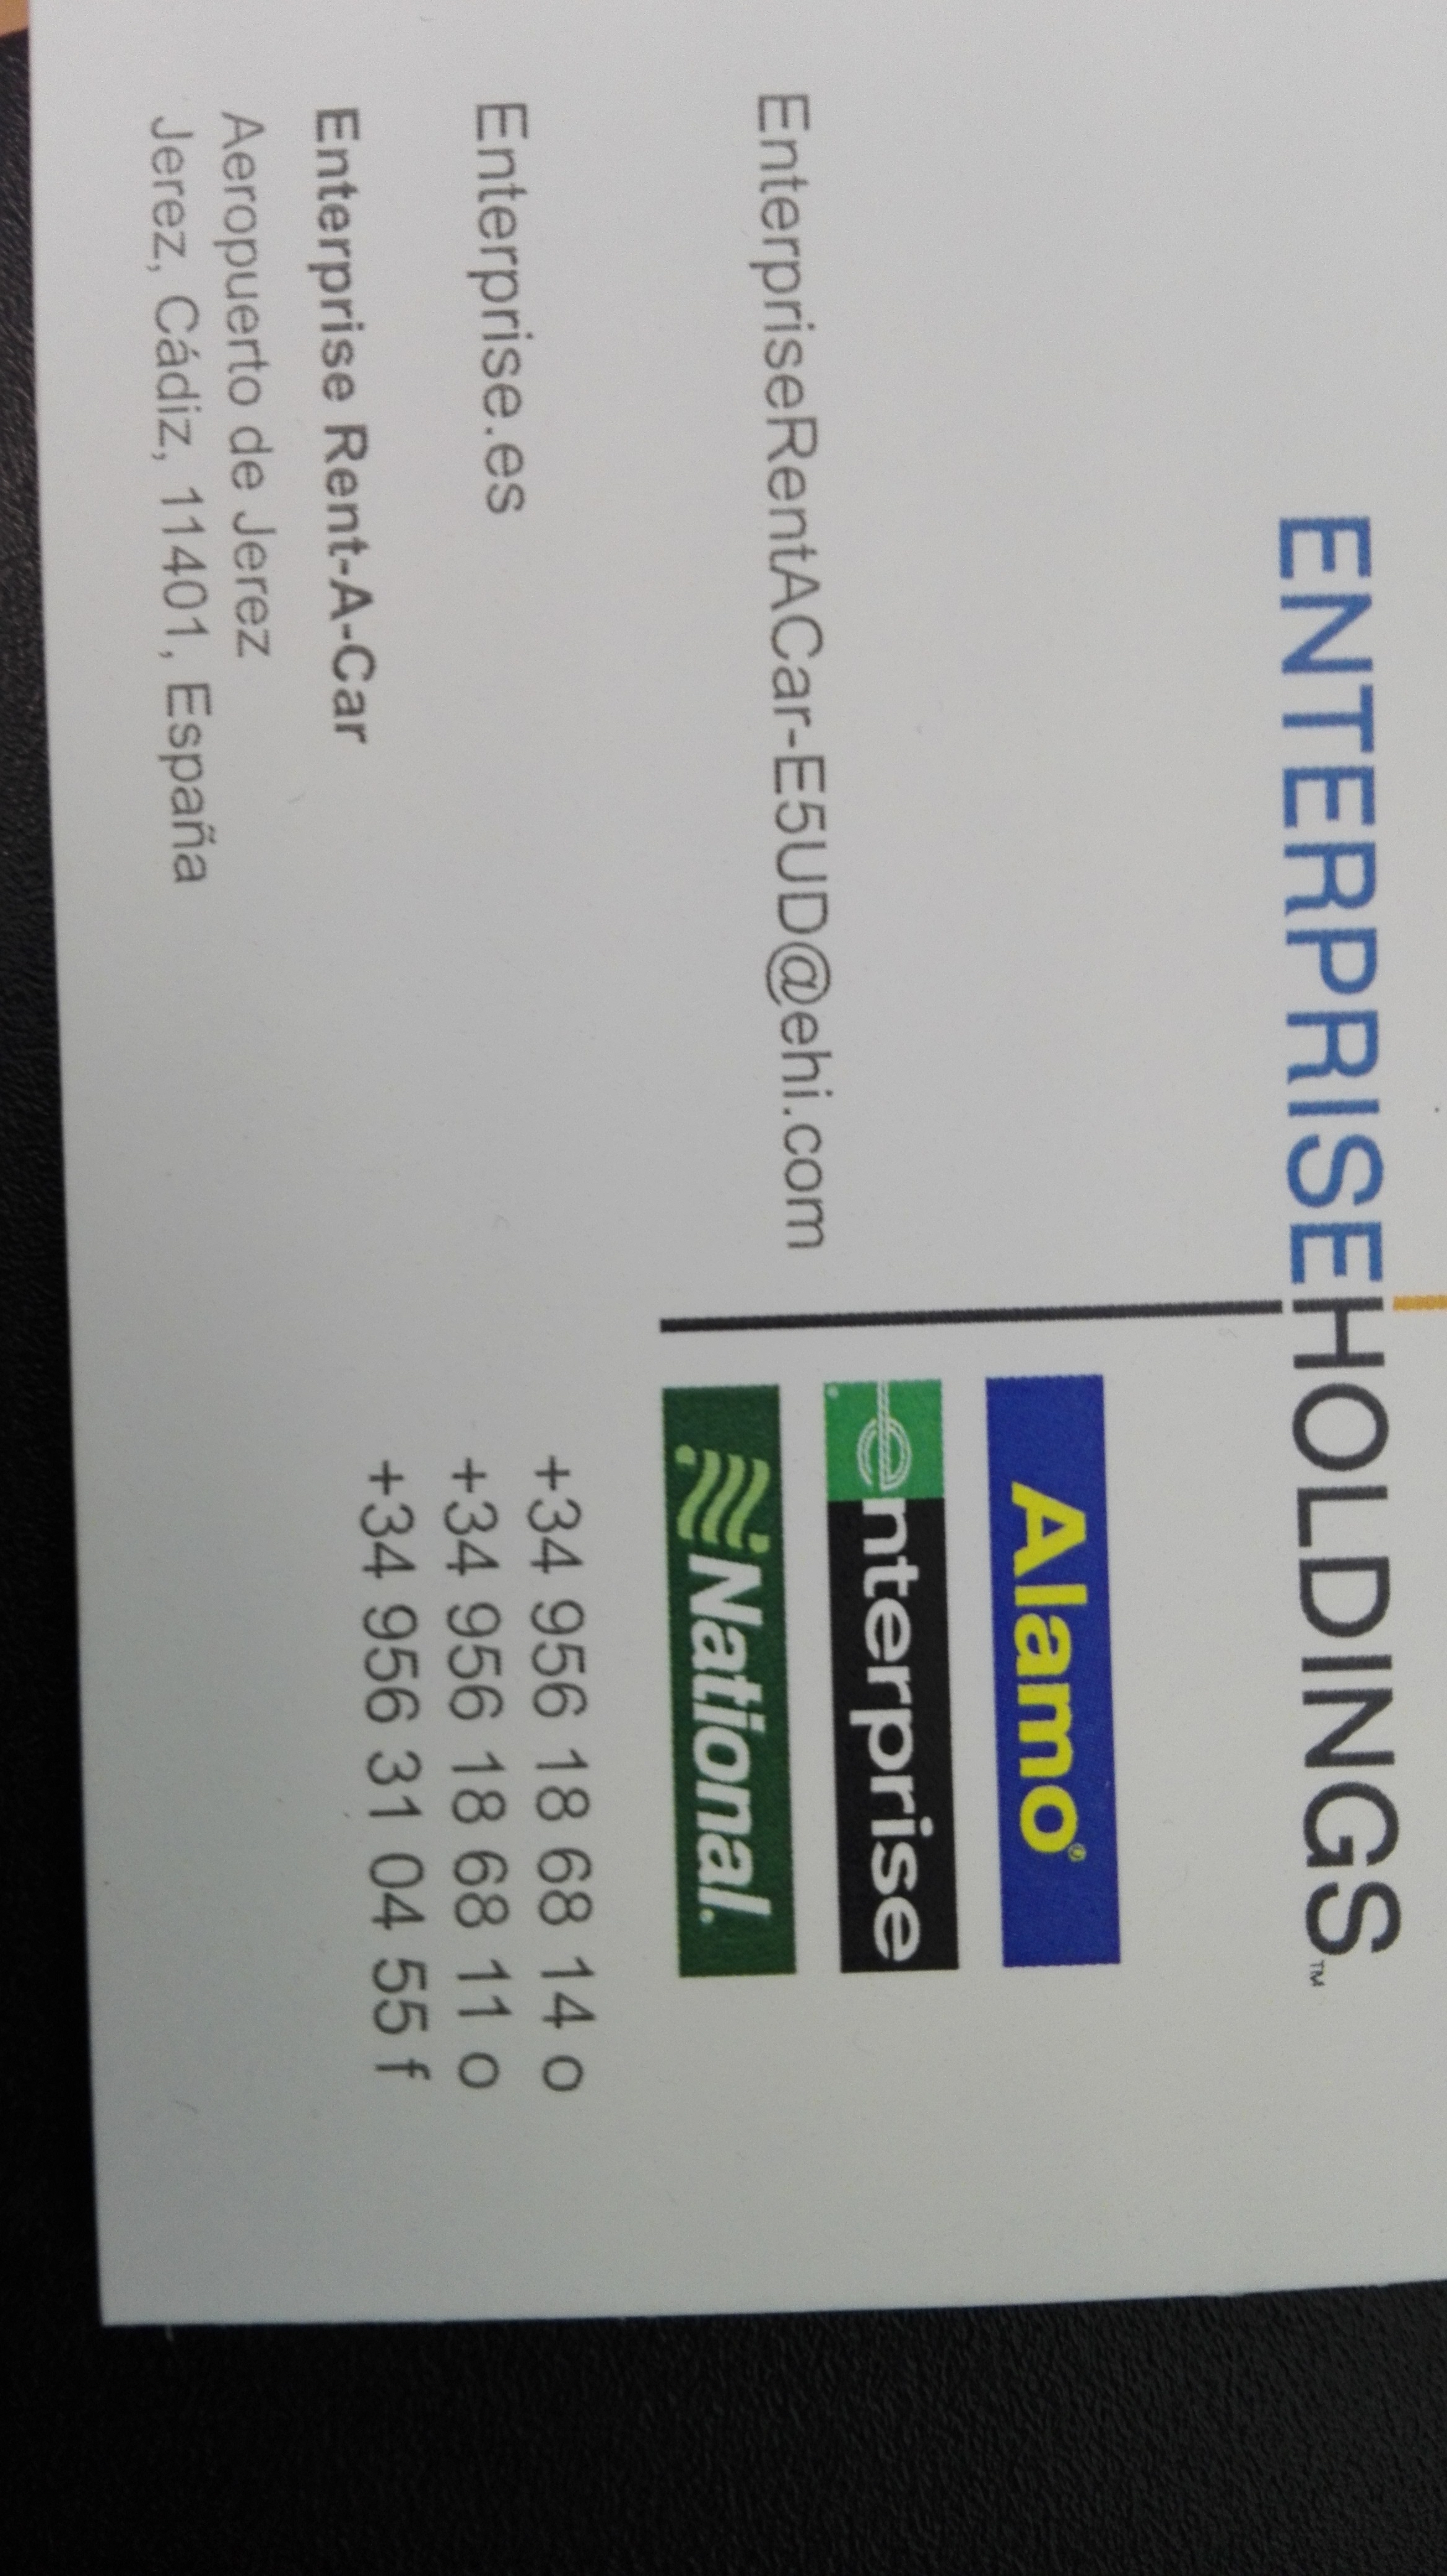 ENTERPRISEHOLDINGS™
Alamo®
enterprise®
National.
EnterpriseRentACar-E5UD@ehi.com
Enterprise.es
+34 956 18 68 14 o
+34 956 18 68 11 o
+34 956 31 04 55 f
Enterprise Rent-A-Car
Aeropuerto de Jerez
Jerez, Cádiz, 11401, España